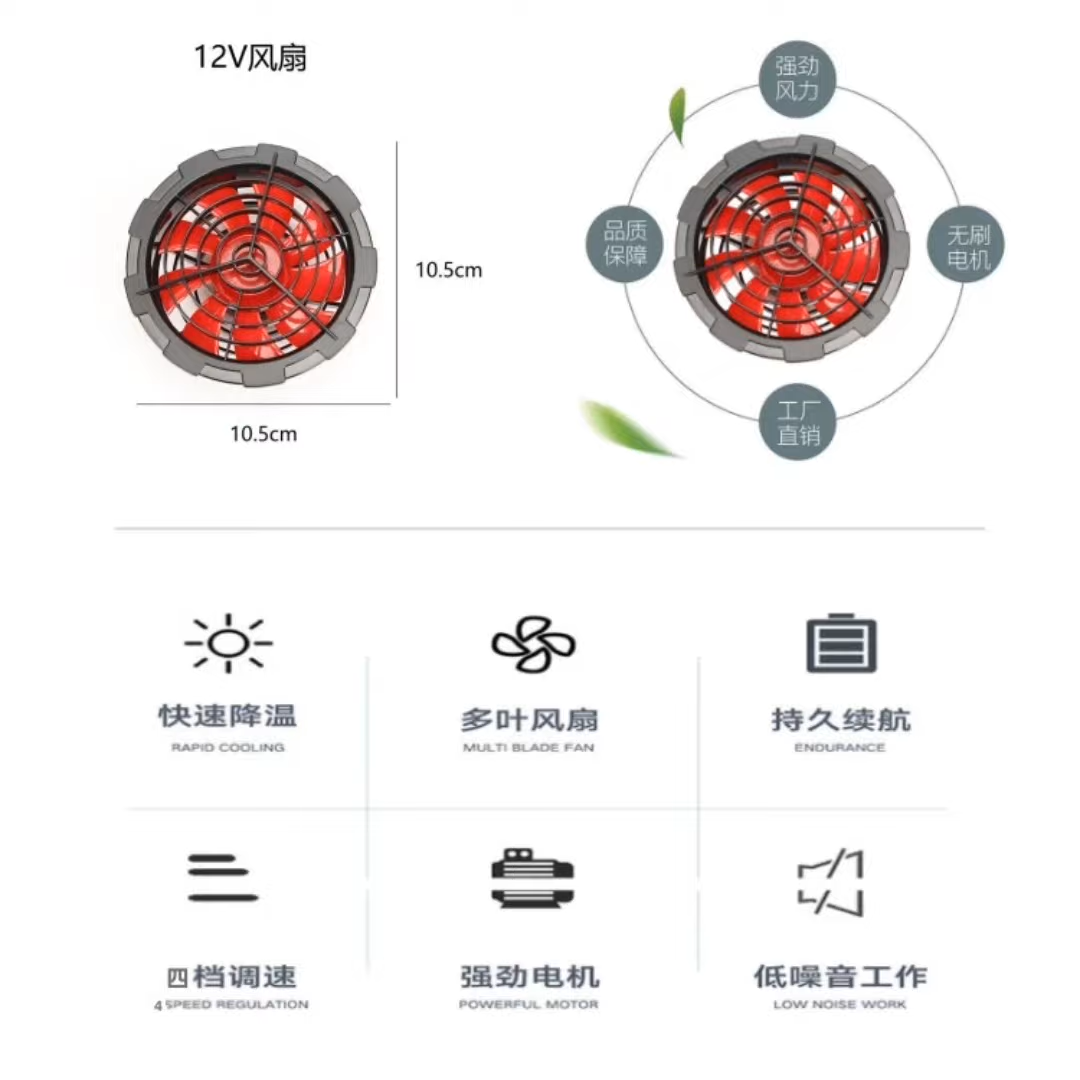 12V风扇
10.5cm
10.5cm
强劲
风力
品质
保障
无刷
电机
工厂
直销
快速降温
RAPID COOLING
多叶风扇
MULTI BLADE FAN
持久续航
ENDURANCE
四档调速
4 SPEED REGULATION
强劲电机
POWERFUL MOTOR
低噪音工作
LOW NOISE WORK